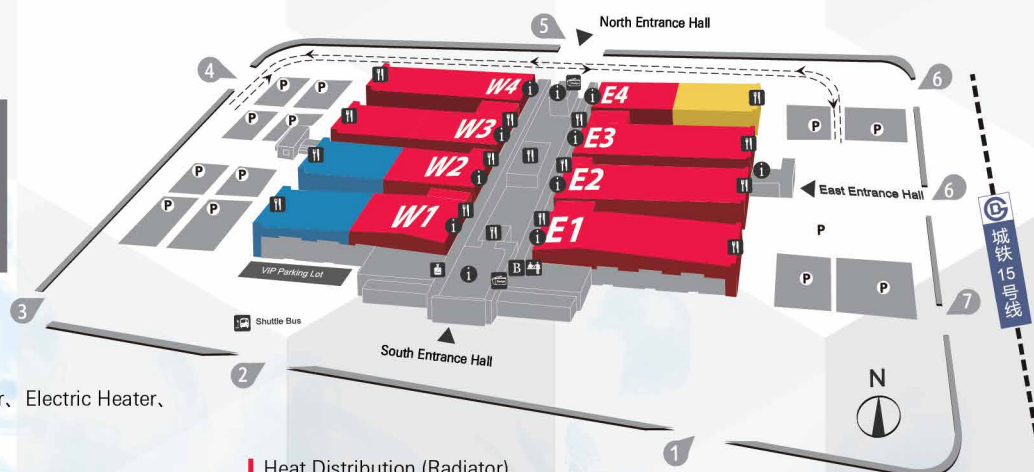 5
North Entrance Hall
4
6
P
P
W4
E4
P
P
P
P
W3
E3
W2
E2
P
P
East Entrance Hall
6
P
P
W1
E1
P
城铁15号线
VIP Parking Lot
B
P
P
3
7
Shuttle Bus
South Entrance Hall
2
N
r、Electric Heater、
1
Heat Distribution (Radiator)